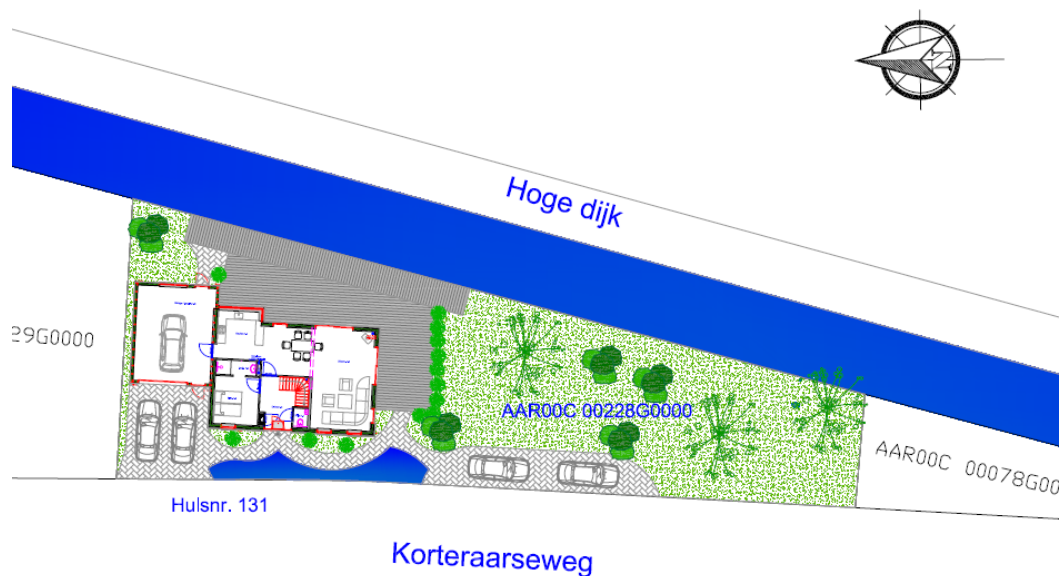 N
Hoge dijk
29G0000
AAR00C 00228G0000
AAR00C 00078G00
Hulsnr. 131
Korteraarseweg